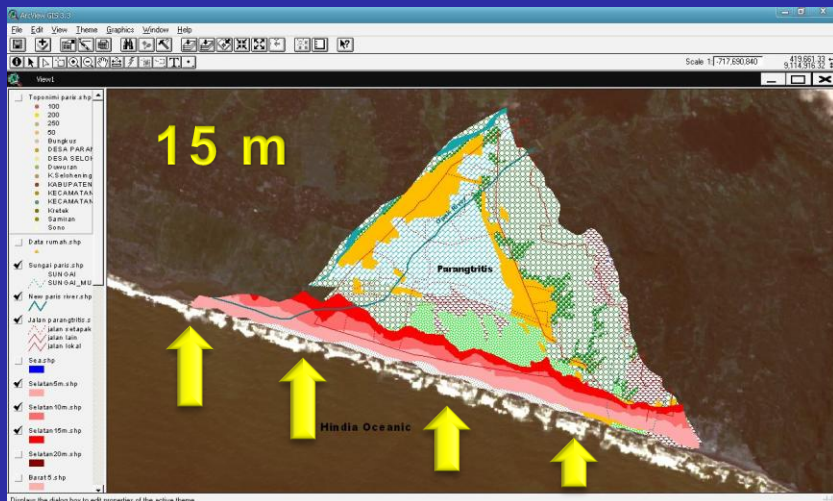 ArcView GIS 3.3
File Edit View Theme Graphics Window Help
Scale 1: -717,690,840
419,661.33
9,114,916.32
View1
Toponimi paris.shp
100
200
250
50
Bungkus
DESA PARAN
DESA SELOH
Duwuran
K.Selohening
KABUPATEN
KECAMATAN
KECAMATAN
Kretek
Samiran
Sono
Data rumah.shp
Sungai paris.shp
SUNGAI
SUNGAI_MU
New paris river.shp
Jalan parangtritis.s
jalan setapak
jalan lain
jalan lokal
Sea.shp
Selatan5m.shp
Selatan10m.shp
Selatan15m.shp
Selatan20m.shp
Barat5.shp
15 m
Parangtritis
Hindia Oceanic
Displays the dialog box to edit properties of the active theme